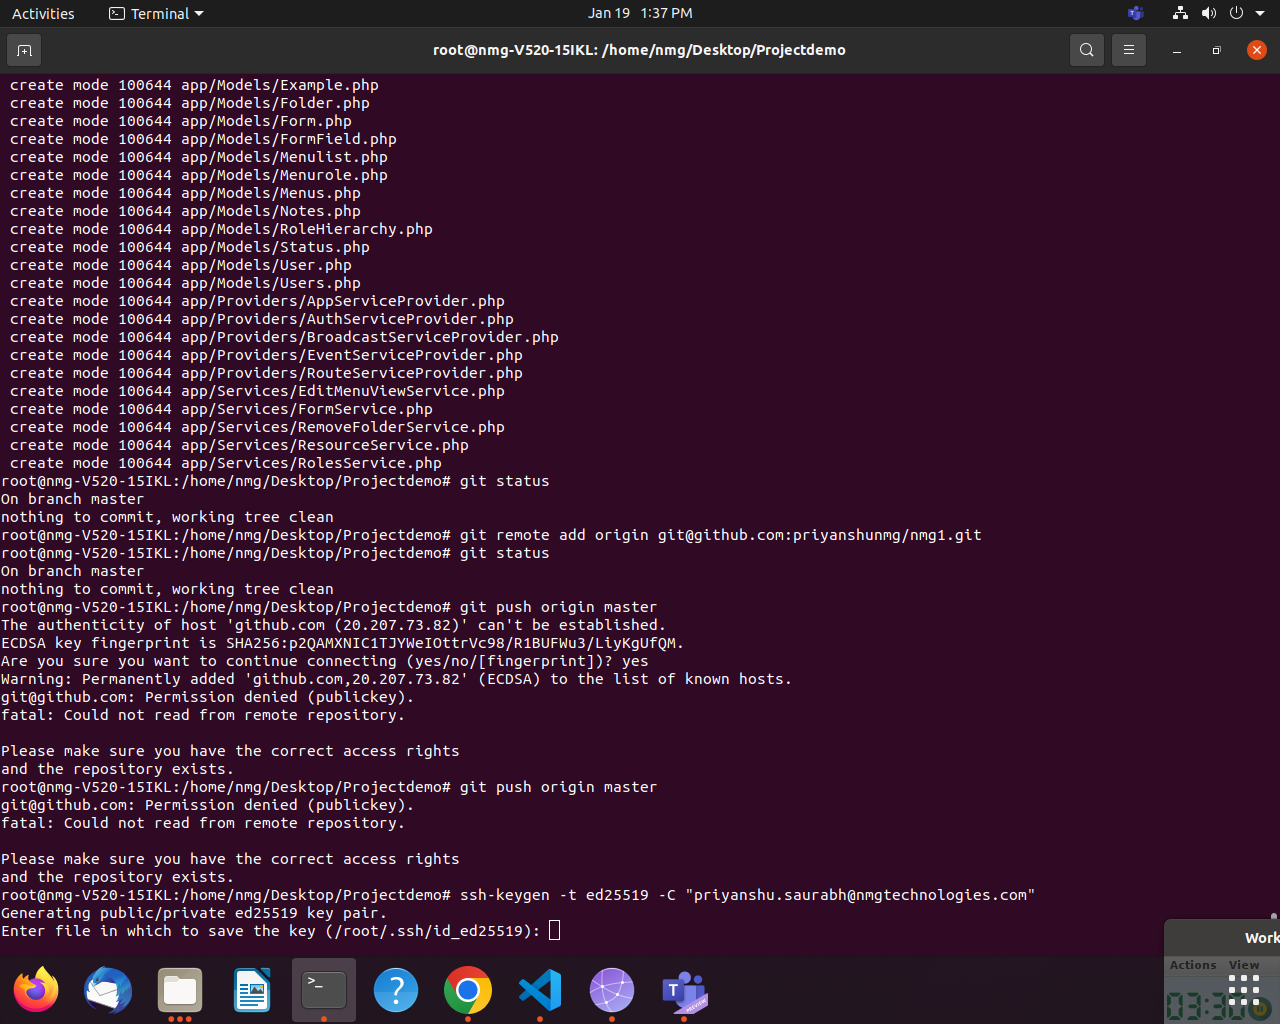 Activities
Terminal
Jan 19 1:37 PM
root@nmg-V520-15IKL: /home/nmg/Desktop/Projectdemo
create mode 100644 app/Models/Example.php
create mode 100644 app/Models/Folder.php
create mode 100644 app/Models/Form.php
create mode 100644 app/Models/FormField.php
create mode 100644 app/Models/Menulist.php
create mode 100644 app/Models/Menurole.php
create mode 100644 app/Models/Menus.php
create mode 100644 app/Models/Notes.php
create mode 100644 app/Models/RoleHierarchy.php
create mode 100644 app/Models/Status.php
create mode 100644 app/Models/User.php
create mode 100644 app/Models/Users.php
create mode 100644 app/Providers/AppServiceProvider.php
create mode 100644 app/Providers/AuthServiceProvider.php
create mode 100644 app/Providers/BroadcastServiceProvider.php
create mode 100644 app/Providers/EventServiceProvider.php
create mode 100644 app/Providers/RouteServiceProvider.php
create mode 100644 app/Services/EditMenuViewService.php
create mode 100644 app/Services/FormService.php
create mode 100644 app/Services/RemoveFolderService.php
create mode 100644 app/Services/ResourceService.php
create mode 100644 app/Services/RolesService.php
root@nmg-V520-15IKL:/home/nmg/Desktop/Projectdemo# git status
On branch master
nothing to commit, working tree clean
root@nmg-V520-15IKL:/home/nmg/Desktop/Projectdemo# git remote add origin git@github.com:priyanshunmg/nmg1.git
root@nmg-V520-15IKL:/home/nmg/Desktop/Projectdemo# git status
On branch master
nothing to commit, working tree clean
root@nmg-V520-15IKL:/home/nmg/Desktop/Projectdemo# git push origin master
The authenticity of host 'github.com (20.207.73.82)' can't be established.
ECDSA key fingerprint is SHA256:p2QAMXNIC1TJYWeIOttrVc98/R1BUFWu3/LiyKgUfQM.
Are you sure you want to continue connecting (yes/no/[fingerprint])? yes
Warning: Permanently added 'github.com,20.207.73.82' (ECDSA) to the list of known hosts.
git@github.com: Permission denied (publickey).
fatal: Could not read from remote repository.
Please make sure you have the correct access rights
and the repository exists.
root@nmg-V520-15IKL:/home/nmg/Desktop/Projectdemo# git push origin master
git@github.com: Permission denied (publickey).
fatal: Could not read from remote repository.
Please make sure you have the correct access rights
and the repository exists.
root@nmg-V520-15IKL:/home/nmg/Desktop/Projectdemo# ssh-keygen -t ed25519 -C "priyanshu.saurabh@nmgtechnologies.com"
Generating public/private ed25519 key pair.
Enter file in which to save the key (/root/.ssh/id_ed25519):
Work
Actions View